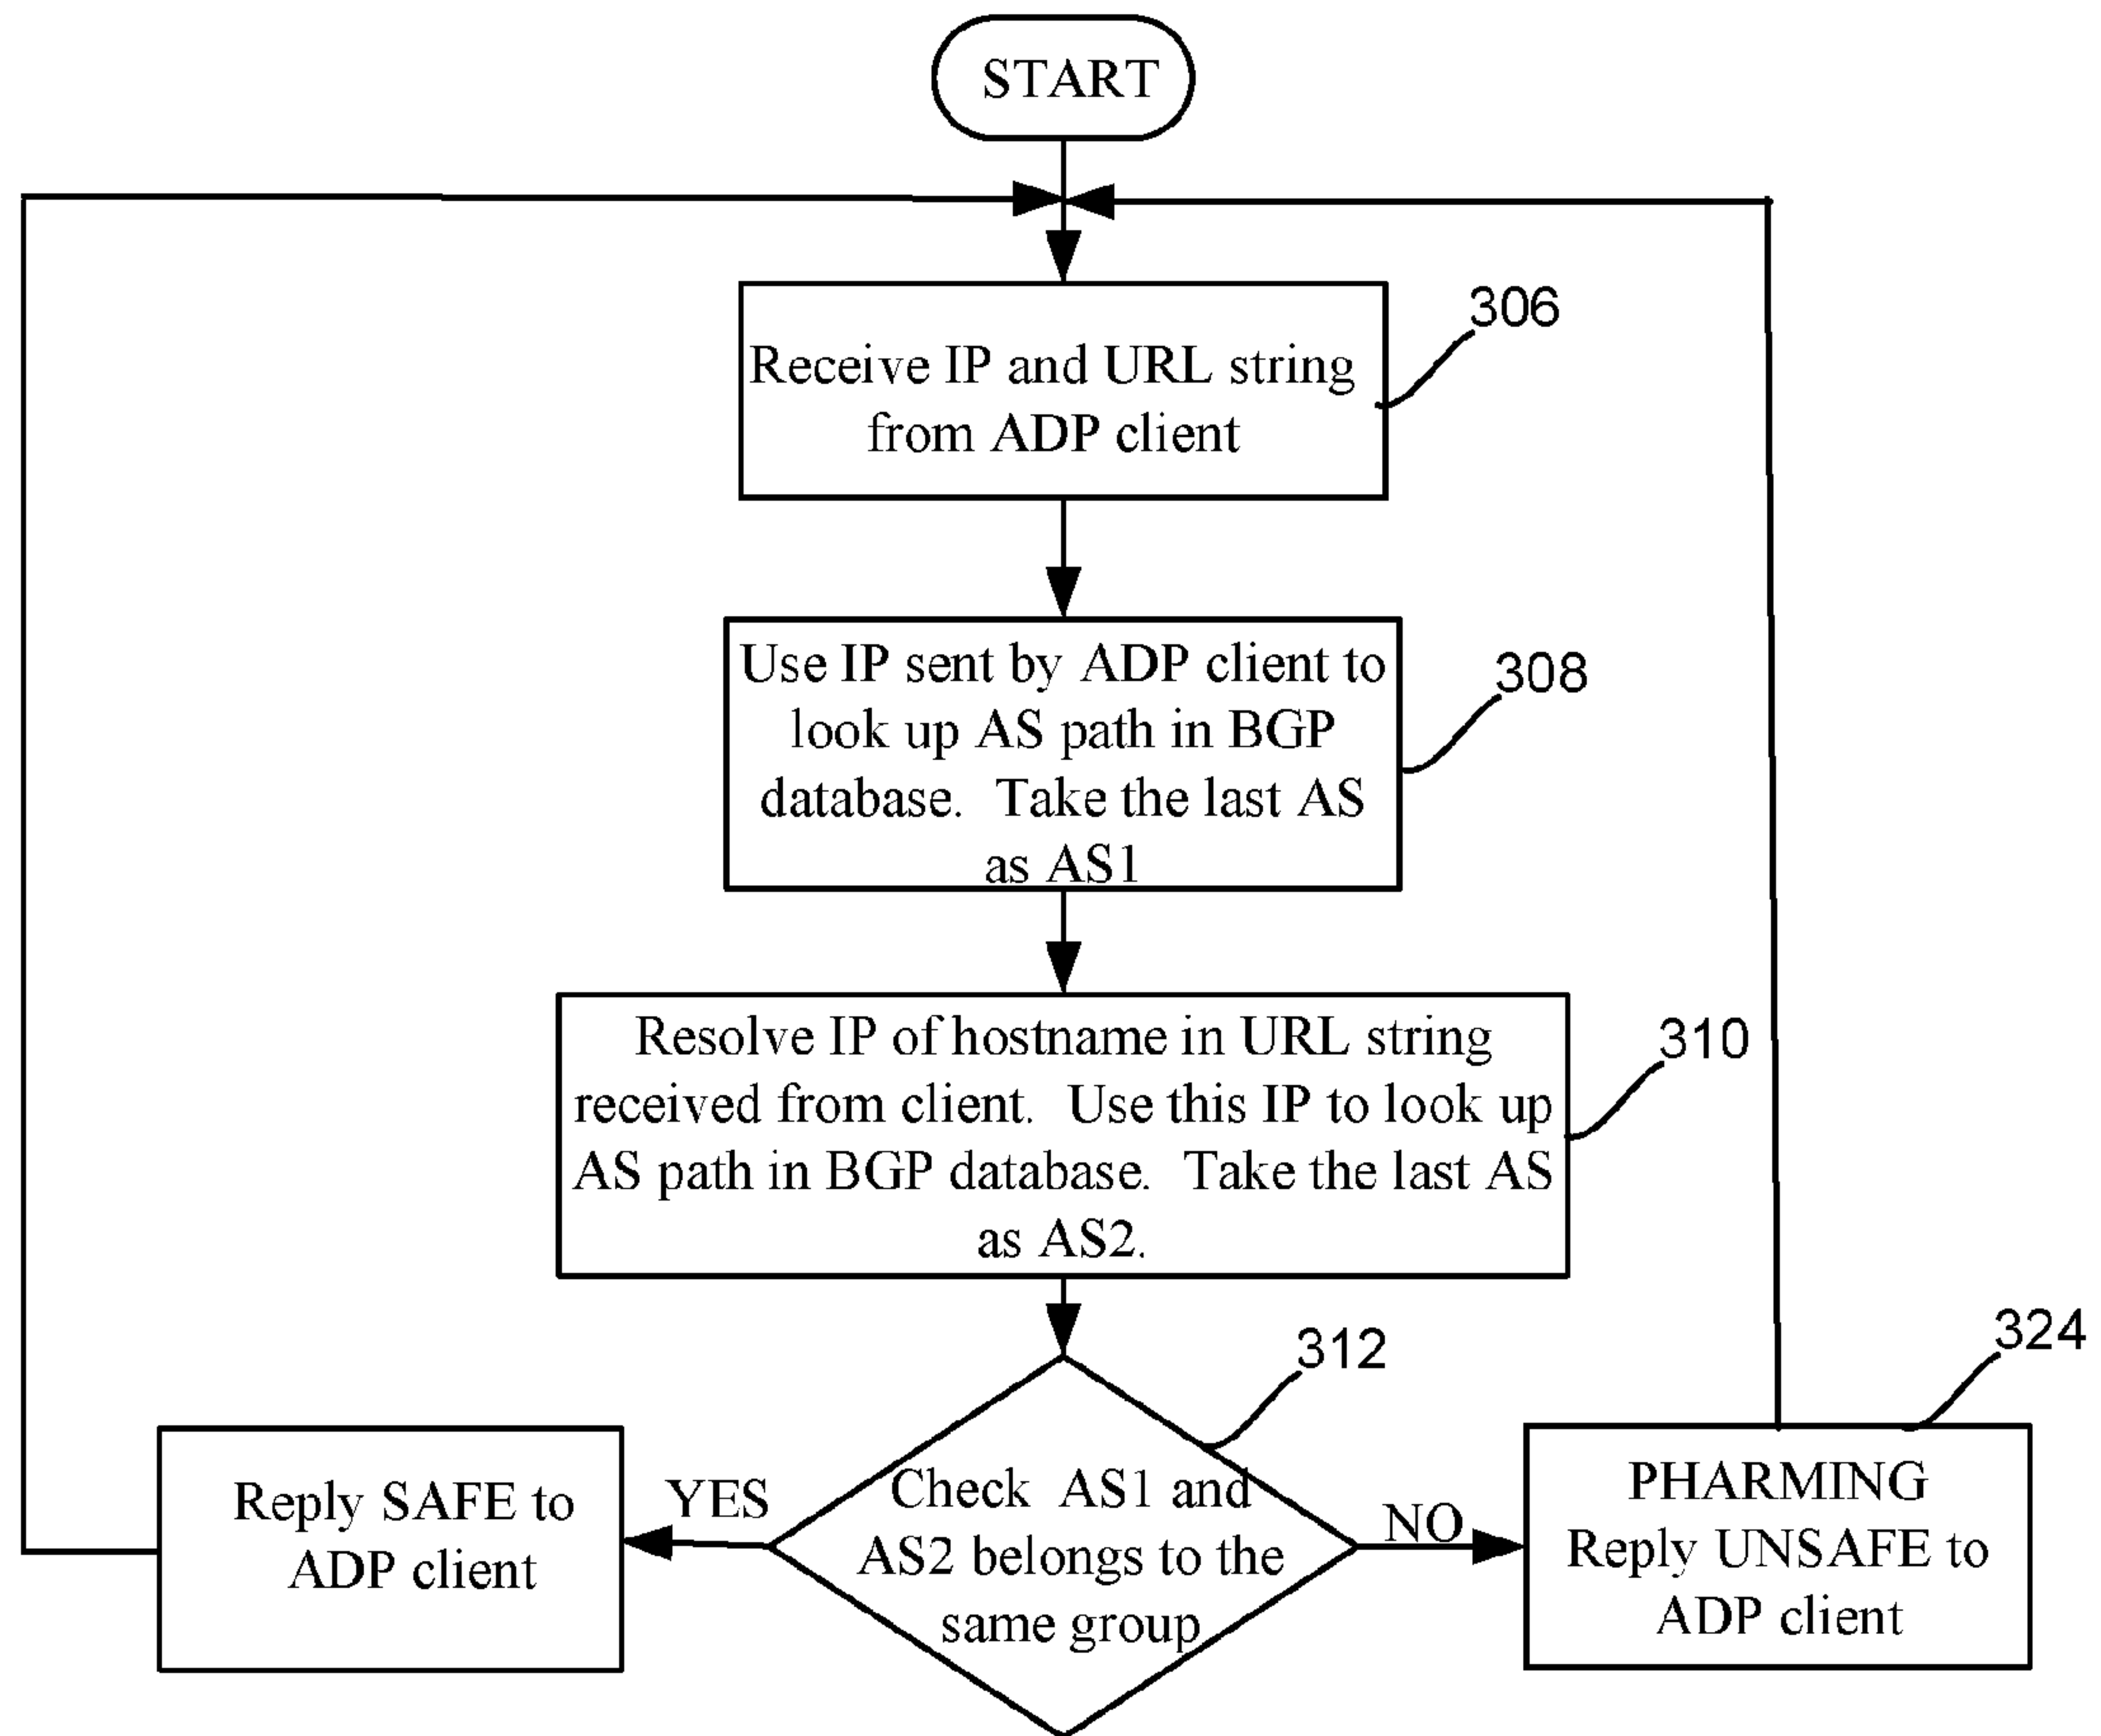 START
306
Receive IP and URL string
from ADP client
308
Use IP sent by ADP client to
look up AS path in BGP
database. Take the last AS
as AS1
310
Resolve IP of hostname in URL string
received from client. Use this IP to look up
AS path in BGP database. Take the last AS
as AS2.
312
Check AS1 and
AS2 belongs to the
same group
YES
Reply SAFE to
ADP client
NO
324
PHARMING
Reply UNSAFE to
ADP client